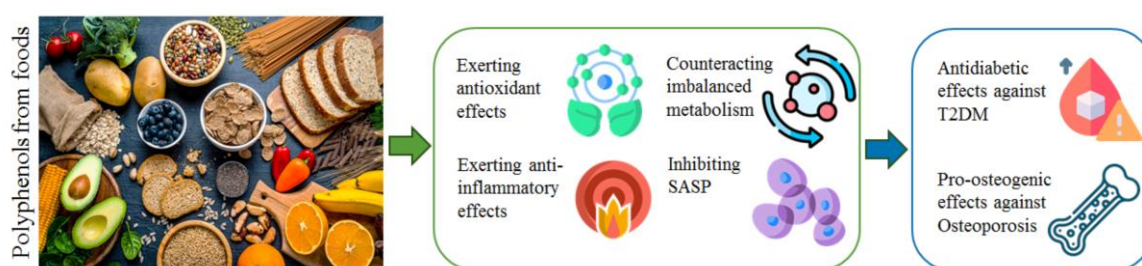 Polyphenols from foods
Exerting
antioxidant
effects
Counteracting
imbalanced
metabolism
Exerting anti-
inflammatory
effects
Inhibiting
SASP
Antidiabetic
effects against
T2DM
Pro-osteogenic
effects against
Osteoporosis